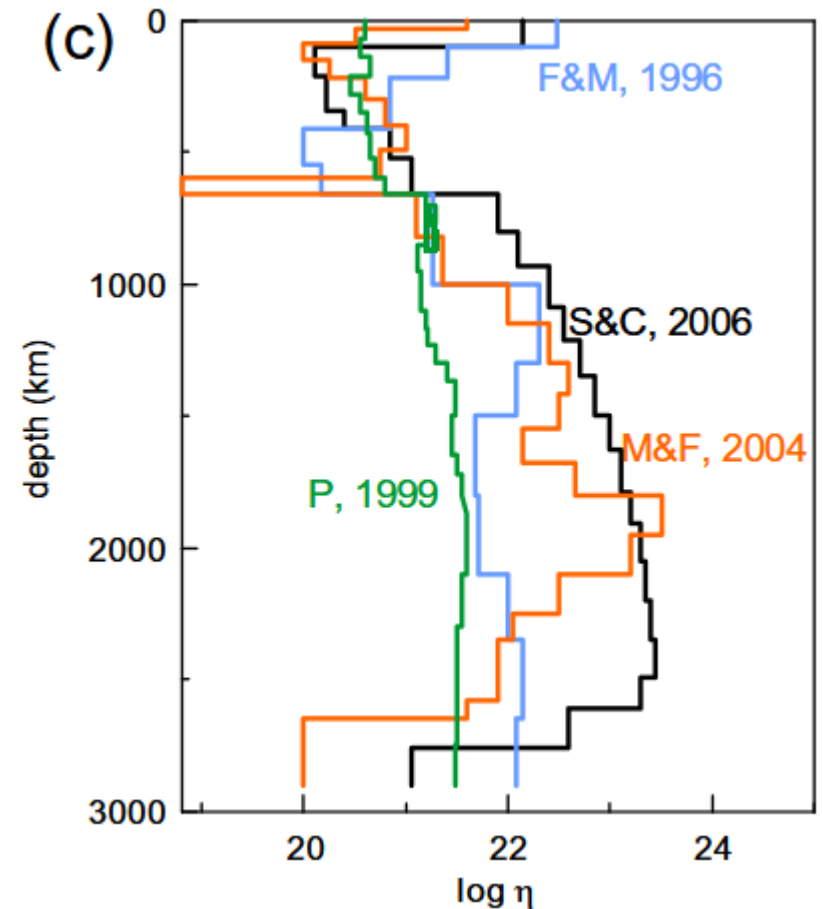 (c)
0
F&M, 1996
1000
S&C, 2006
depth (km)
M&F, 2004
P, 1999
2000
3000
20 22 24
log η